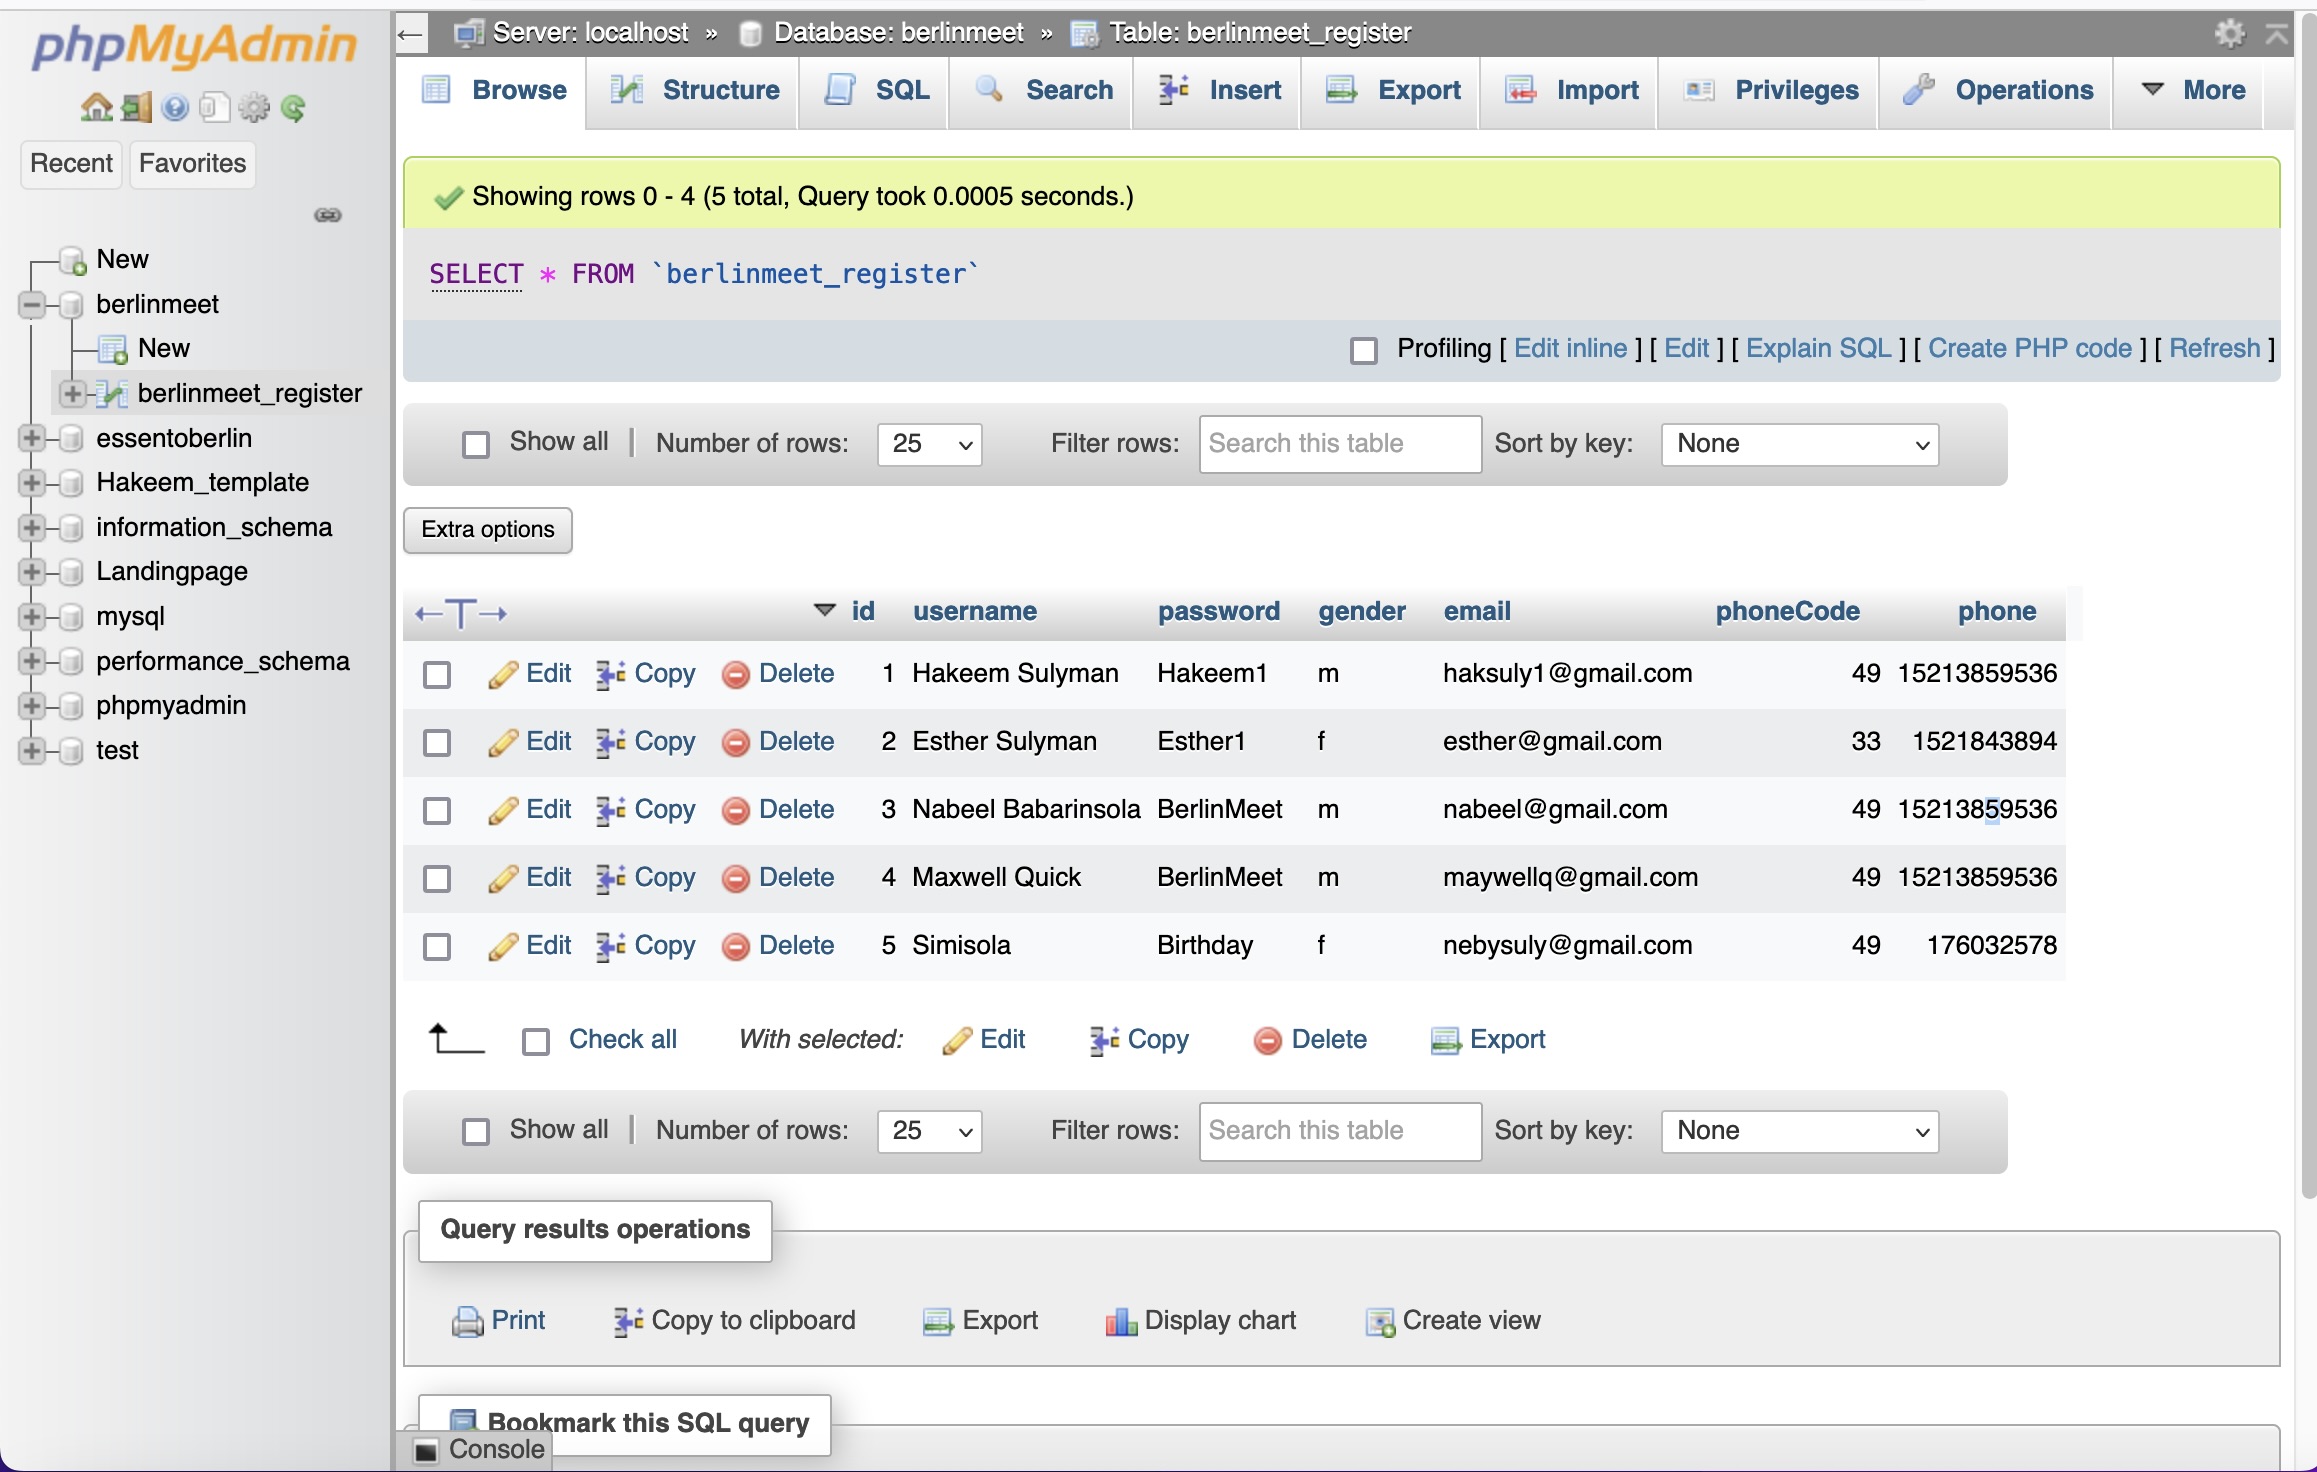 phpMyAdmin
Recent Favorites
New
berlinmeet
New
berlinmeet_register
essentoberlin
Hakeem_template
information_schema
Landingpage
mysql
performance_schema
phpmyadmin
test
← Server: localhost » Database: berlinmeet » Table: berlinmeet_register
Browse Structure SQL Search Insert Export Import Privileges Operations More
Showing rows 0 - 4 (5 total, Query took 0.0005 seconds.)
SELECT * FROM `berlinmeet_register`
Profiling [ Edit inline ] [ Edit ] [ Explain SQL ] [ Create PHP code ] [ Refresh ]
Show all | Number of rows: 25 Filter rows: Search this table Sort by key: None
Extra options
←T→ id username password gender email phoneCode phone
Edit Copy Delete 1 Hakeem Sulyman Hakeem1 m haksuly1@gmail.com 49 15213859536
Edit Copy Delete 2 Esther Sulyman Esther1 f esther@gmail.com 33 1521843894
Edit Copy Delete 3 Nabeel Babarinsola BerlinMeet m nabeel@gmail.com 49 15213859536
Edit Copy Delete 4 Maxwell Quick BerlinMeet m maywellq@gmail.com 49 15213859536
Edit Copy Delete 5 Simisola Birthday f nebysuly@gmail.com 49 176032578
Check all With selected: Edit Copy Delete Export
Show all | Number of rows: 25 Filter rows: Search this table Sort by key: None
Query results operations
Print Copy to clipboard Export Display chart Create view
Bookmark this SQL query
Console